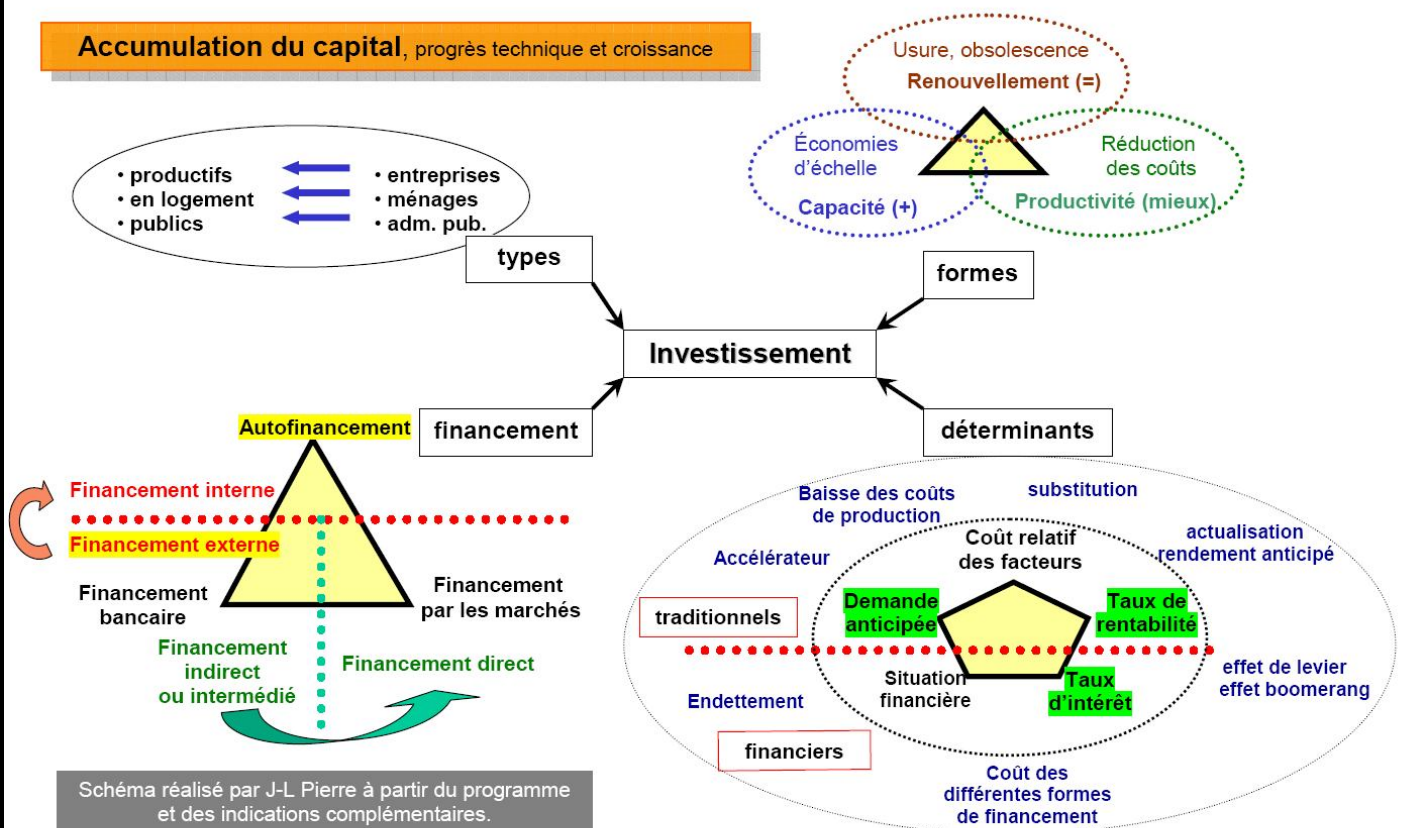 Accumulation du capital, progrès technique et croissance
Usure, obsolescence
Renouvellement (=)
Économies
d'échelle
Capacité (+)
Réduction
des coûts
Productivité (mieux)
• productifs
• en logement
• publics
• entreprises
• ménages
• adm. pub.
types
formes
Investissement
financement
déterminants
Autofinancement
Financement interne
Financement externe
Financement
bancaire
Financement
par les marchés
Financement
indirect
ou intermédié
Financement direct
Schéma réalisé par J-L Pierre à partir du programme
et des indications complémentaires.
Baisse des coûts
de production
substitution
actualisation
rendement anticipé
Accélérateur
Coût relatif
des facteurs
Demande
anticipée
Taux de
rentabilité
traditionnels
Situation
financière
Taux
d'intérêt
effet de levier
effet boomerang
Endettement
financiers
Coût des
différentes formes
de financement